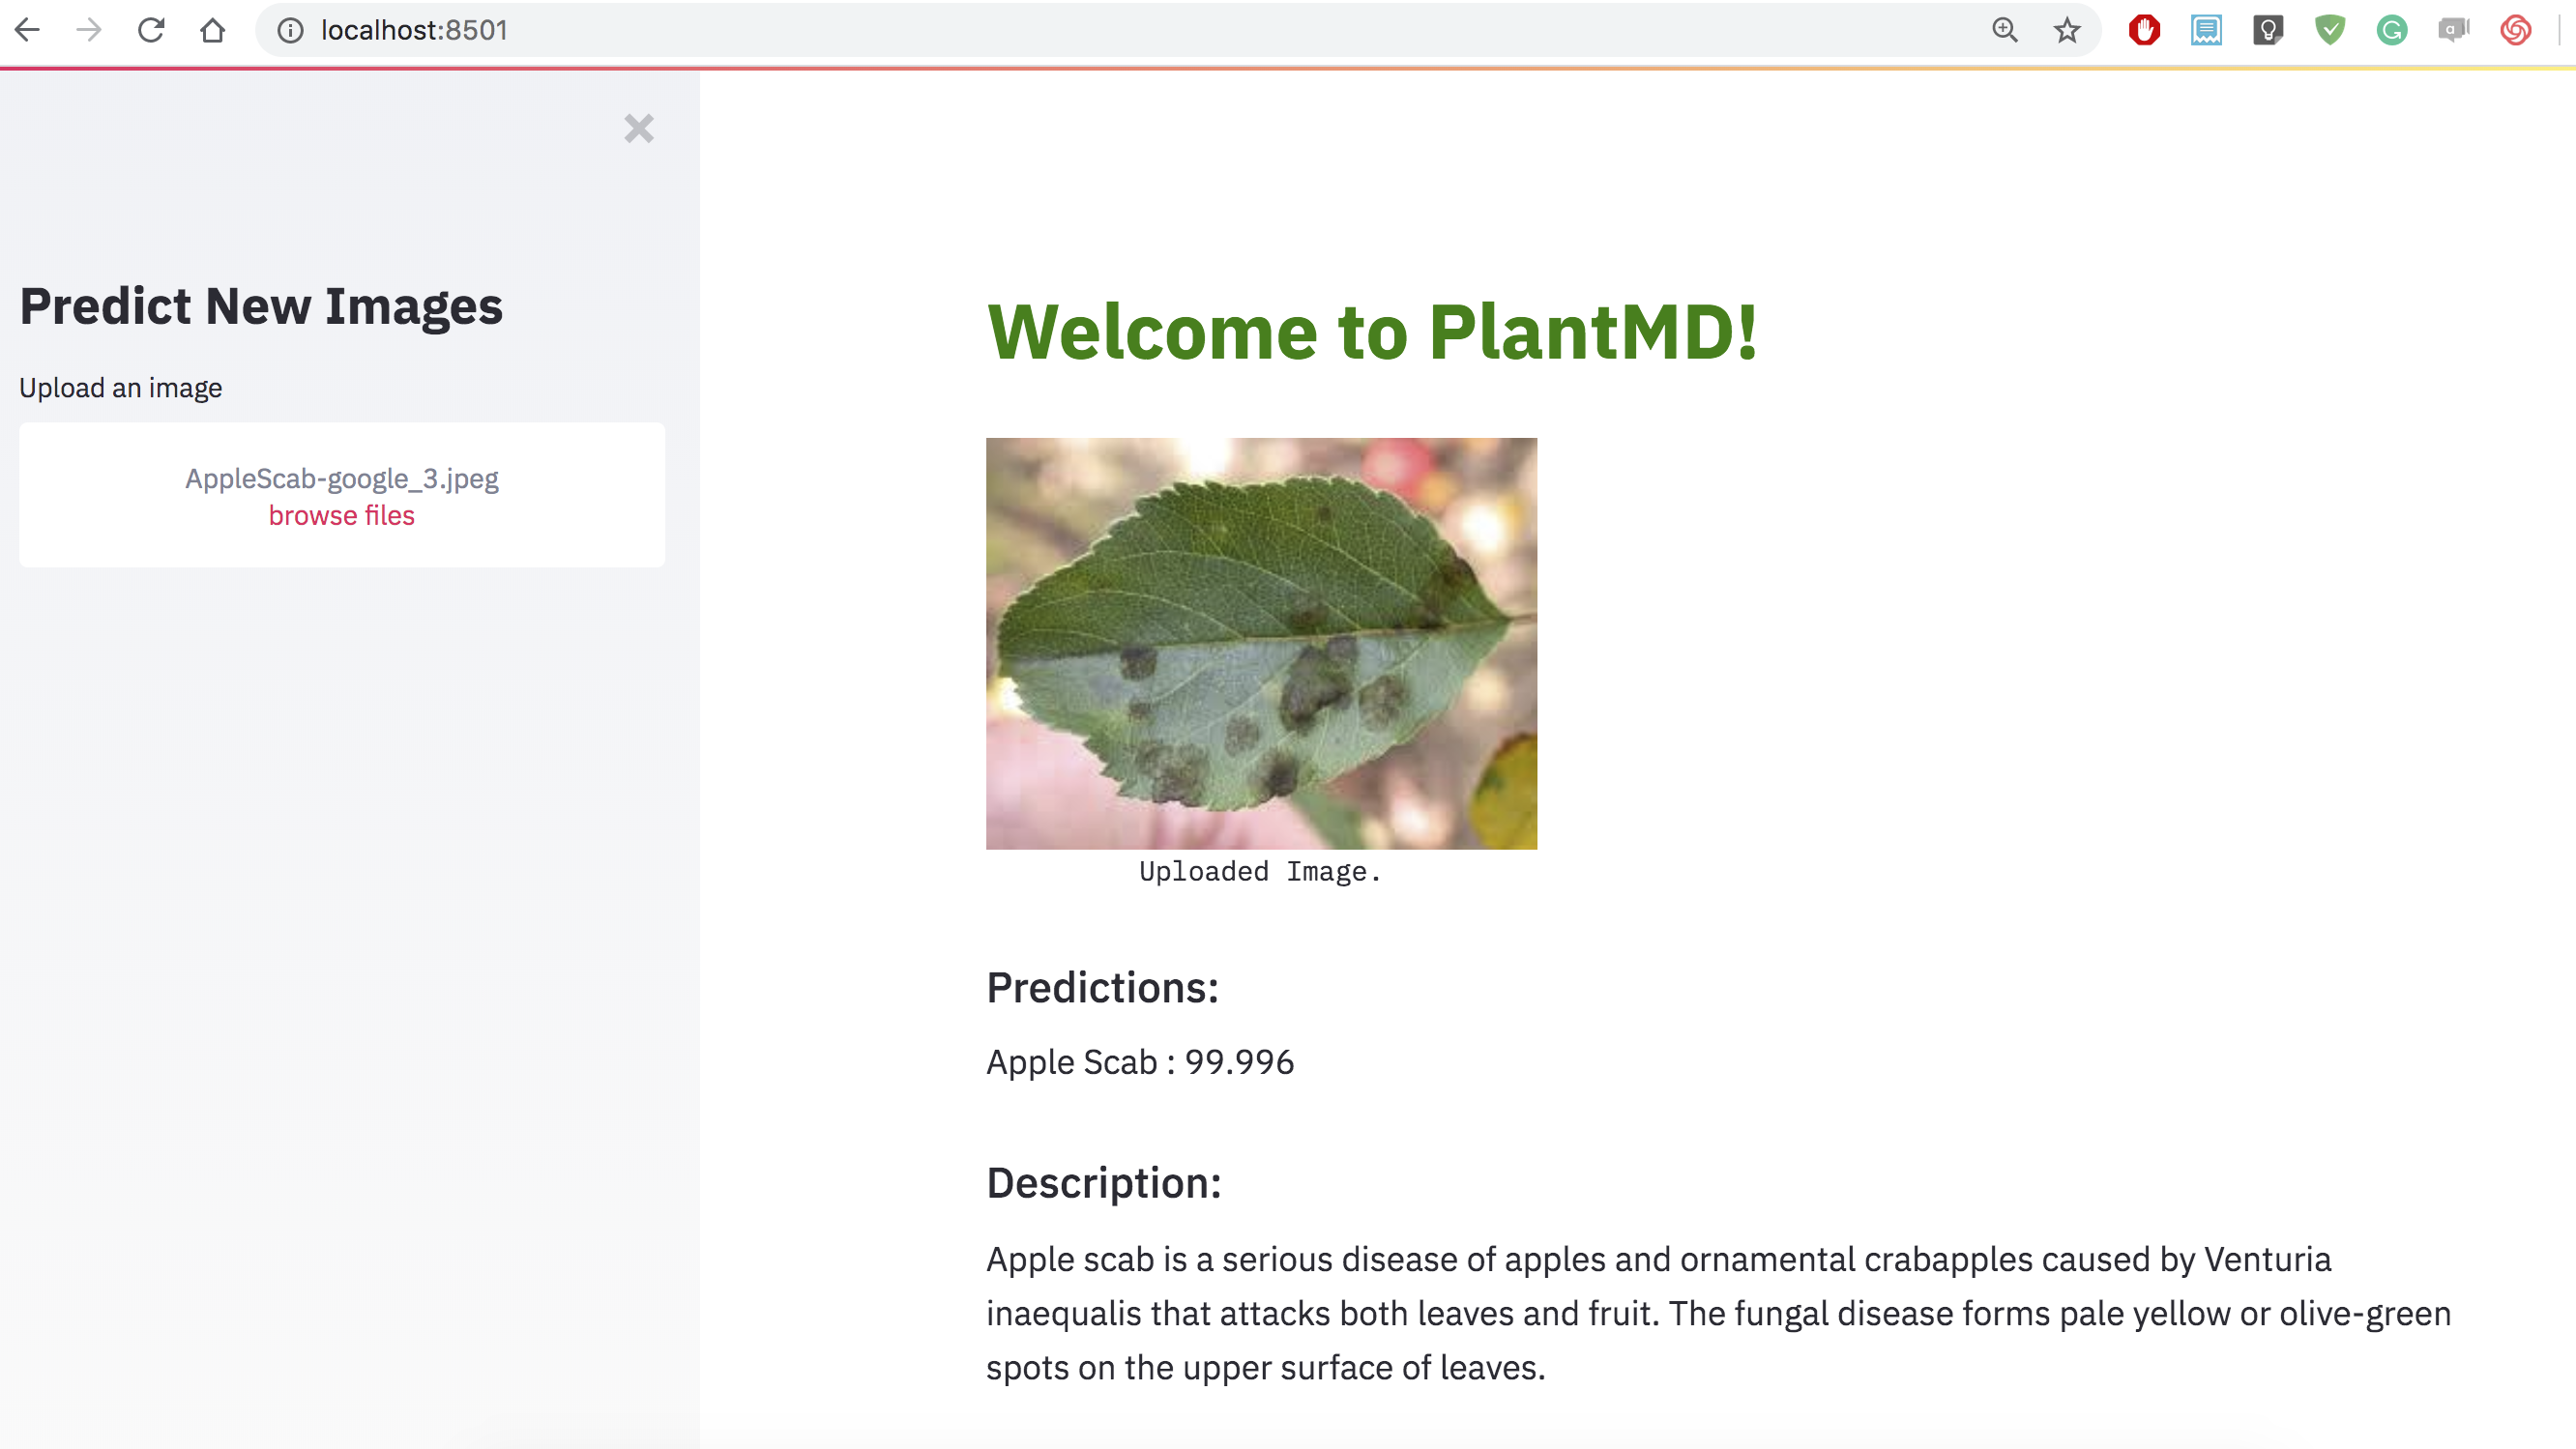 localhost:8501
Predict New Images
Upload an image
AppleScab-google_3.jpeg
browse files
Welcome to PlantMD!
Uploaded Image.
Predictions:
Apple Scab : 99.996
Description:
Apple scab is a serious disease of apples and ornamental crabapples caused by Venturia
inaequalis that attacks both leaves and fruit. The fungal disease forms pale yellow or olive-green
spots on the upper surface of leaves.